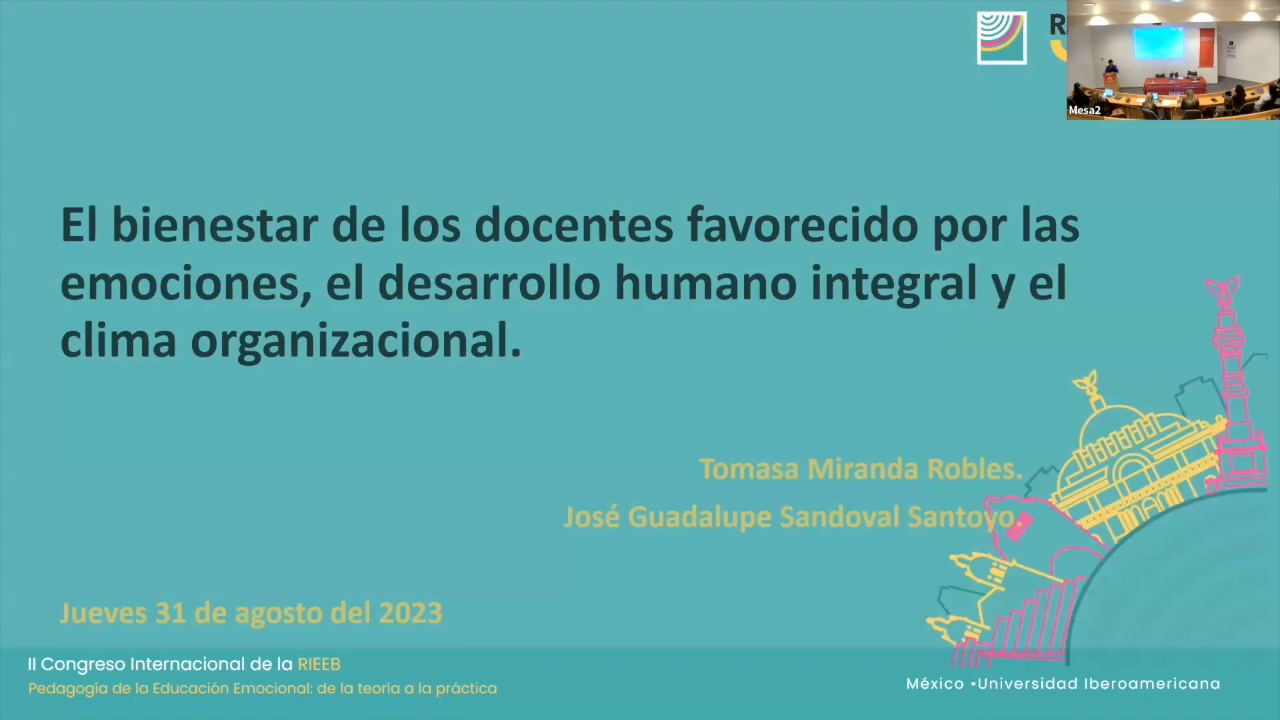 Mesa2
El bienestar de los docentes favorecido por las
emociones, el desarrollo humano integral y el
clima organizacional.
Tomasa Miranda Robles.
José Guadalupe Sandoval Santoyo.
Jueves 31 de agosto del 2023
II Congreso Internacional de la RIEEB
Pedagogía de la Educación Emocional: de la teoría a la práctica
México •Universidad Iberoamericana